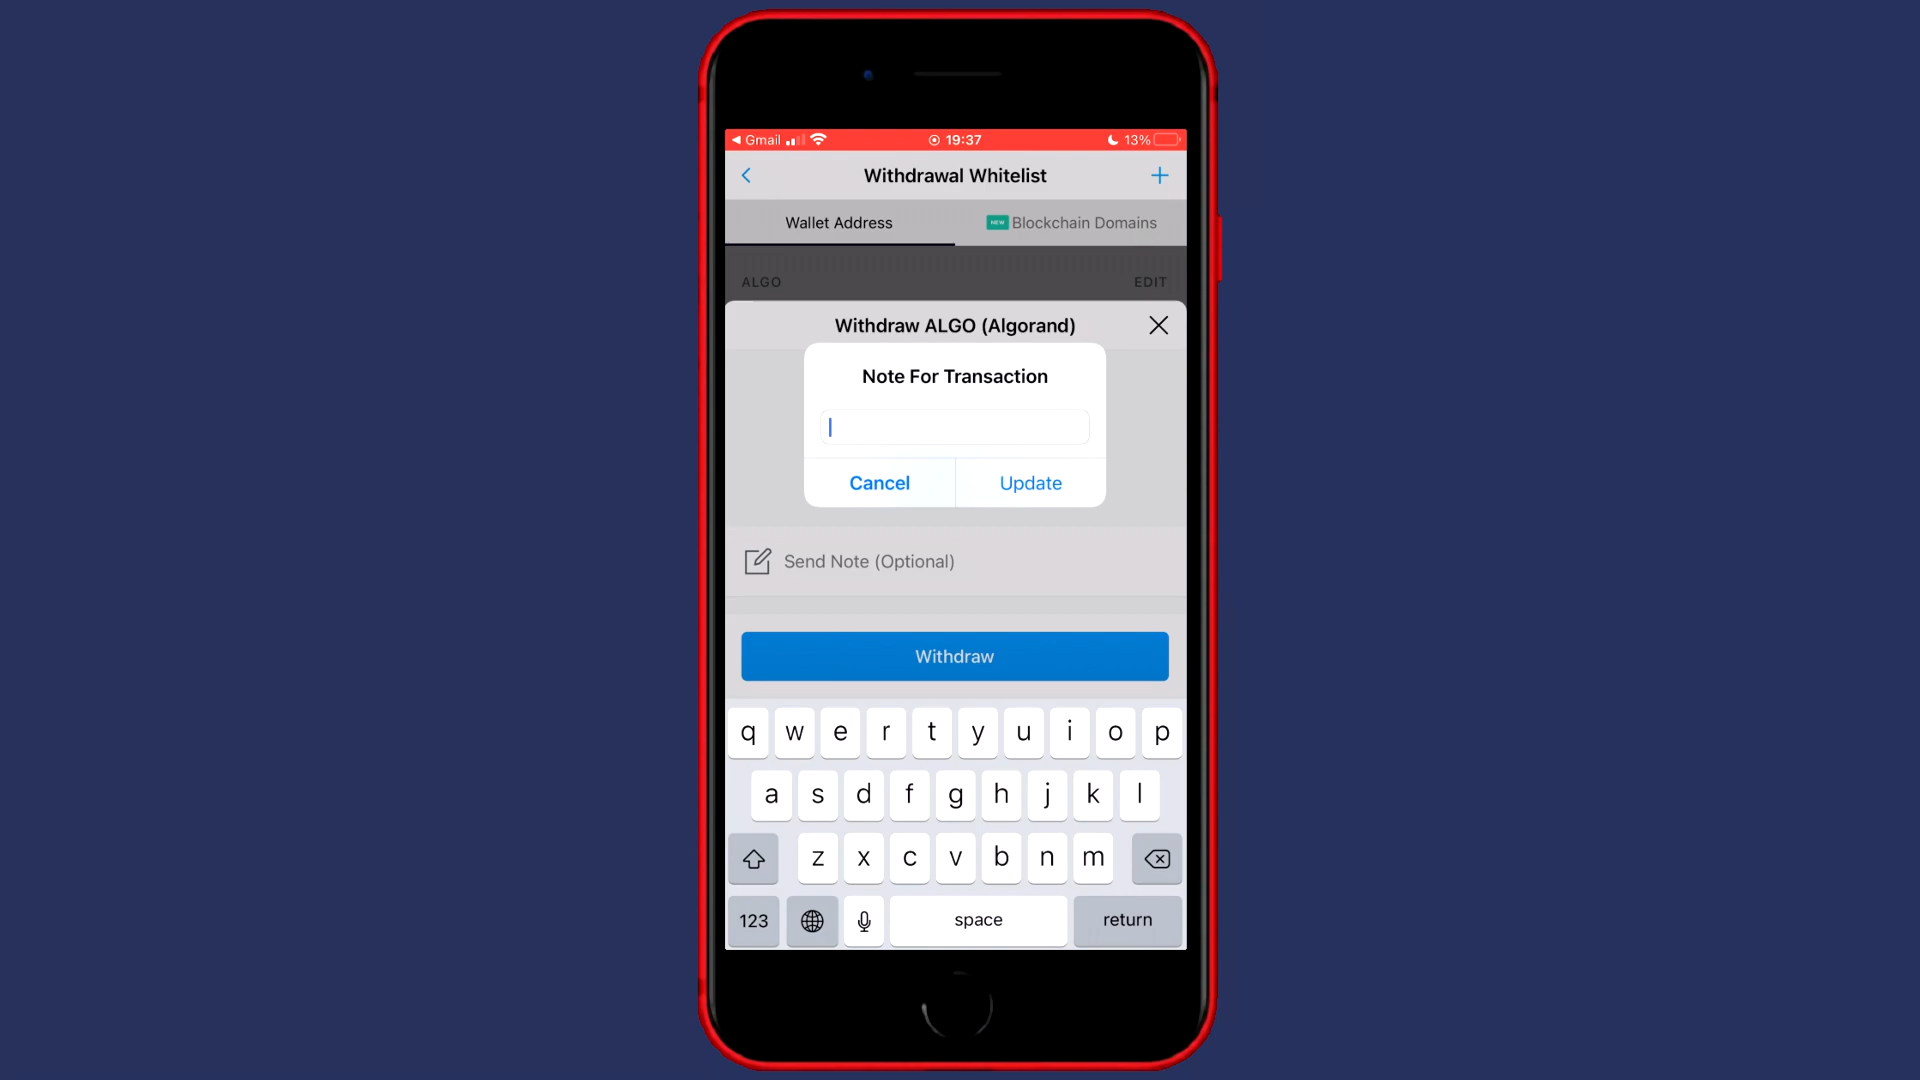 Gmail 19:37 13%
Withdrawal Whitelist
Wallet Address NEW Blockchain Domains
ALGO EDIT
Withdraw ALGO (Algorand)
Note For Transaction
Cancel Update
Send Note (Optional)
Withdraw
q w e r t y u i o p
a s d f g h j k l
z x c v b n m
123 space return